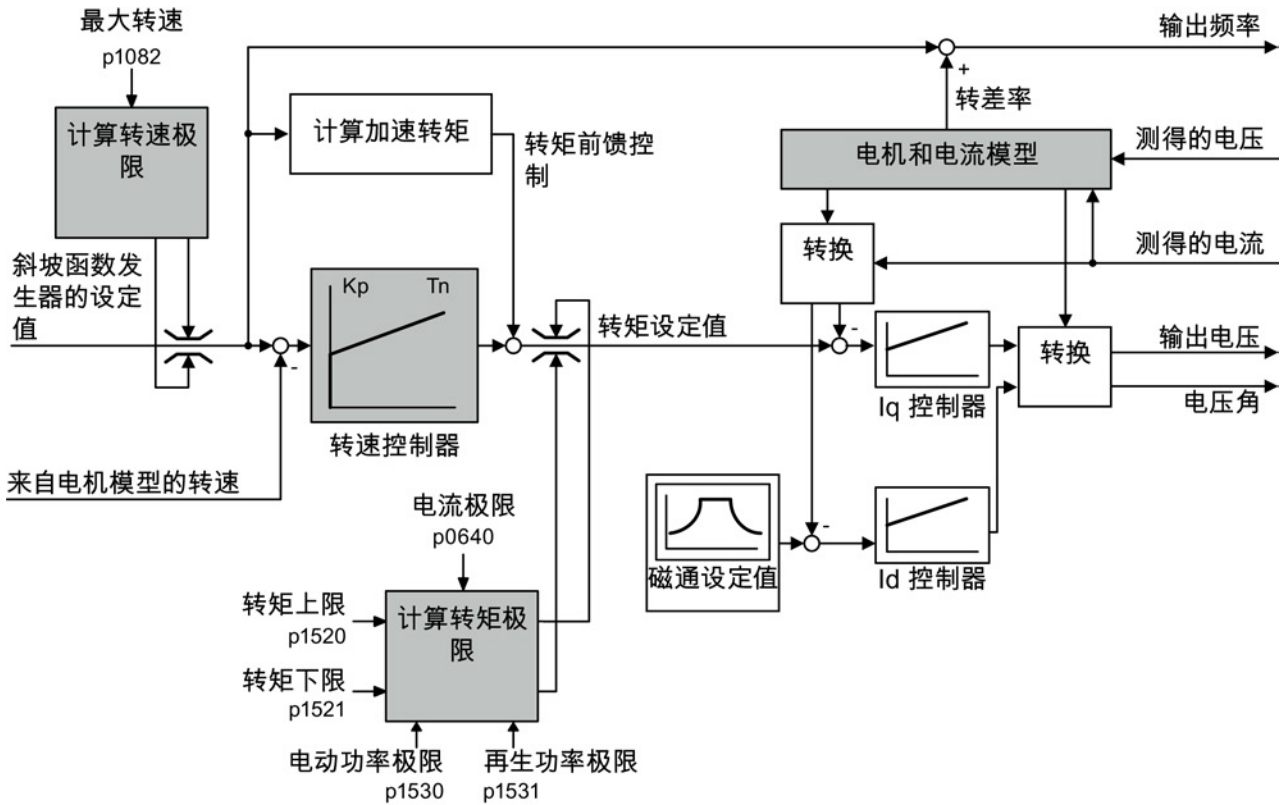 最大转速
p1082
计算转速极
限
斜坡函数发
生器的设定
值
来自电机模型的转速
计算加速转矩
转矩前馈控
制
Kp
Tn
转速控制器
电流极限
p0640
转矩上限
p1520
转矩下限
p1521
计算转矩极
限
电动功率极限
p1530
再生功率极限
p1531
转矩设定值
输出频率
+
转差率
电机和电流模型
测得的电压
转换
测得的电流
-
-
Iq 控制器
转换
输出电压
电压角
磁通设定值
-
Id 控制器